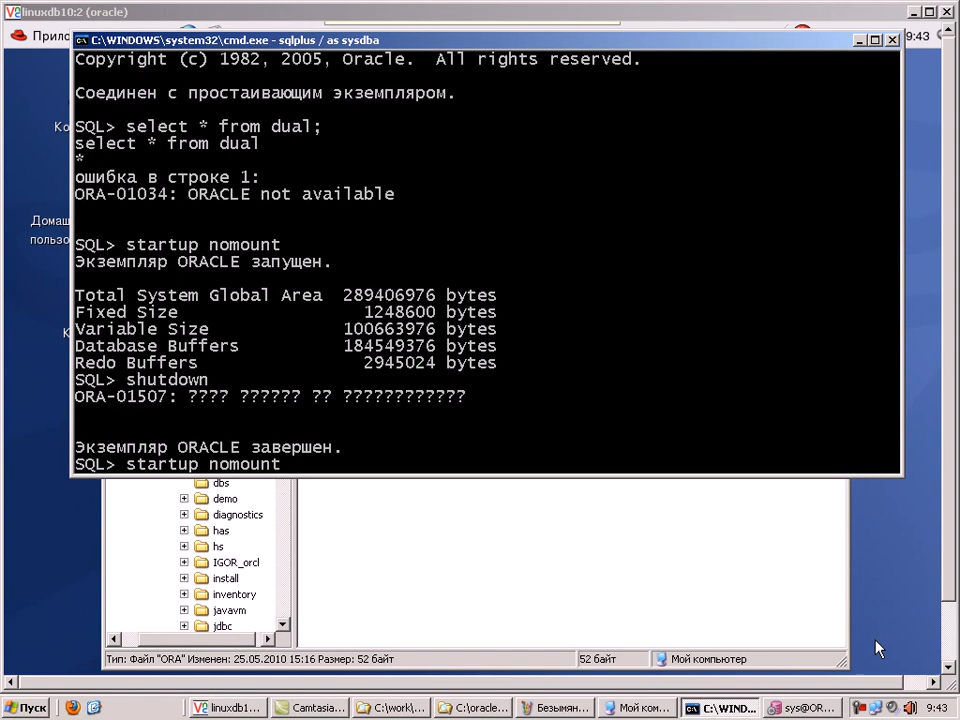 linuxdb10:2 (oracle)
Прило
9:43
C:\WINDOWS\system32\cmd.exe - sqlplus / as sysdba
Copyright (c) 1982, 2005, Oracle.  All rights reserved.
Соединен с простаивающим экземпляром.
Ко
SQL> select * from dual;
select * from dual
*
ошибка в строке 1:
ORA-01034: ORACLE not available
Домаш
пользо
SQL> startup nomount
Экземпляр ORACLE запущен.
Total System Global Area  289406976 bytes
Fixed Size                  1248600 bytes
К
Variable Size             100663976 bytes
Database Buffers          184549376 bytes
Redo Buffers                2945024 bytes
SQL> shutdown
ORA-01507: ???? ?????? ?? ????????????
Экземпляр ORACLE завершен.
SQL> startup nomount
dbs
demo
diagnostics
has
hs
IGOR_orcl
install
inventory
javavm
jdbc
Тип: Файл "ORA" Изменен: 25.05.2010 15:16 Размер: 52 байт
52 байт
Мой компьютер
Пуск
linuxdb1...
Camtasia...
C:\work\...
C:\oracle...
Безымян...
Мой ком...
C:\WIND...
sys@OR...
9:43